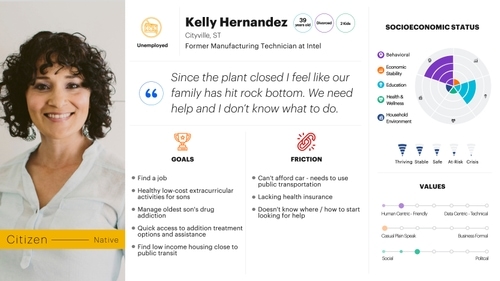 Kelly Hernandez
39
years old
Divorced
2 Kids
Cityville, ST
Former Manufacturing Technician at Intel
Unemployed
Since the plant closed I feel like our
family has hit rock bottom. We need
help and I don't know what to do.
GOALS
Find a job
Healthy low-cost extracurricular
activities for sons
Manage oldest son's drug
addiction
Quick access to addition treatment
options and assistance
Find low income housing close to
public transit
FRICTION
Can't afford car - needs to use
public transportation
Lacking health insurance
Doesn't know where / how to start
looking for help
SOCIOECONOMIC STATUS
Behavioral
Economic
Stability
Education
Health &
Wellness
Household
Environment
Thriving Stable Safe At-Risk Crisis
VALUES
Human Centric - Friendly Data Centric - Technical
Casual Plain Speak Business Formal
Social Political
Citizen Native